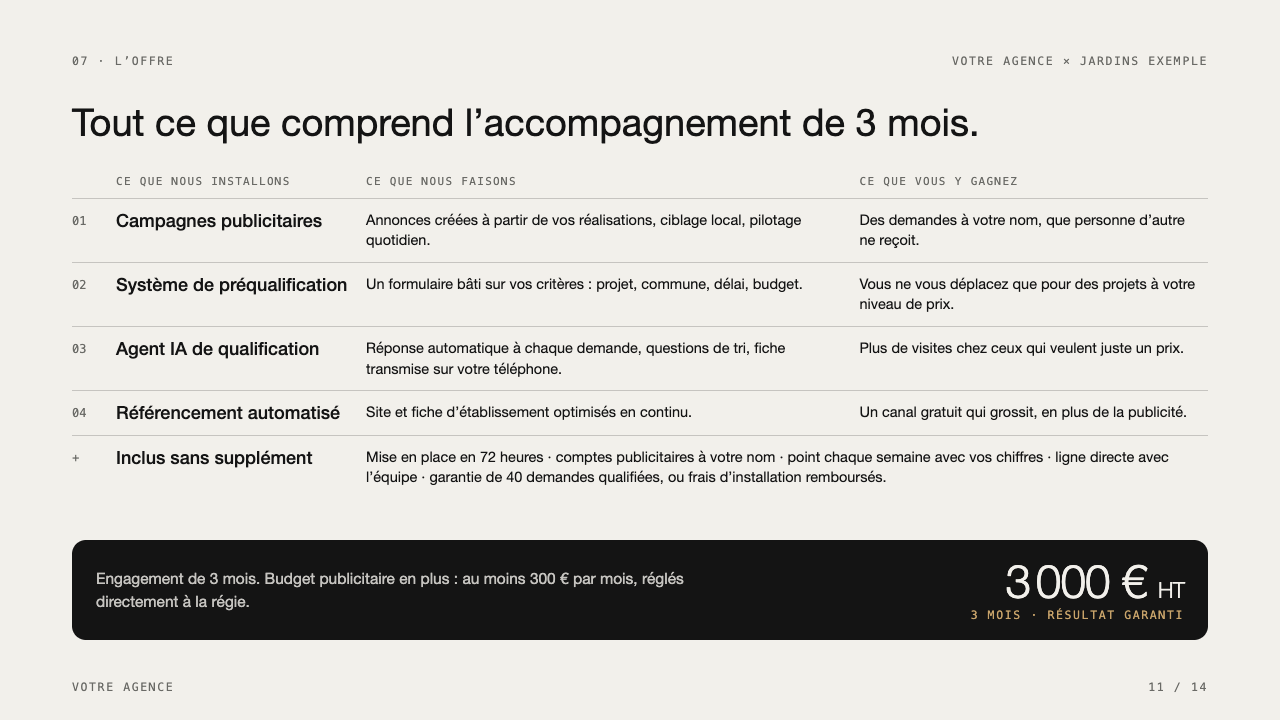 07 · L’OFFRE
VOTRE AGENCE × JARDINS EXEMPLE
Tout ce que comprend l’accompagnement de 3 mois.
CE QUE NOUS INSTALLONS
CE QUE NOUS FAISONS
CE QUE VOUS Y GAGNEZ
01
Campagnes publicitaires
Annonces créées à partir de vos réalisations, ciblage local, pilotage
quotidien.
Des demandes à votre nom, que personne d’autre
ne reçoit.
02
Système de préqualification
Un formulaire bâti sur vos critères : projet, commune, délai, budget.
Vous ne vous déplacez que pour des projets à votre
niveau de prix.
03
Agent IA de qualification
Réponse automatique à chaque demande, questions de tri, fiche
transmise sur votre téléphone.
Plus de visites chez ceux qui veulent juste un prix.
04
Référencement automatisé
Site et fiche d’établissement optimisés en continu.
Un canal gratuit qui grossit, en plus de la publicité.
+
Inclus sans supplément
Mise en place en 72 heures · comptes publicitaires à votre nom · point chaque semaine avec vos chiffres · ligne directe avec
l’équipe · garantie de 40 demandes qualifiées, ou frais d’installation remboursés.
Engagement de 3 mois. Budget publicitaire en plus : au moins 300 € par mois, réglés
directement à la régie.
3 000 € HT
3 MOIS · RÉSULTAT GARANTI
VOTRE AGENCE
11 / 14